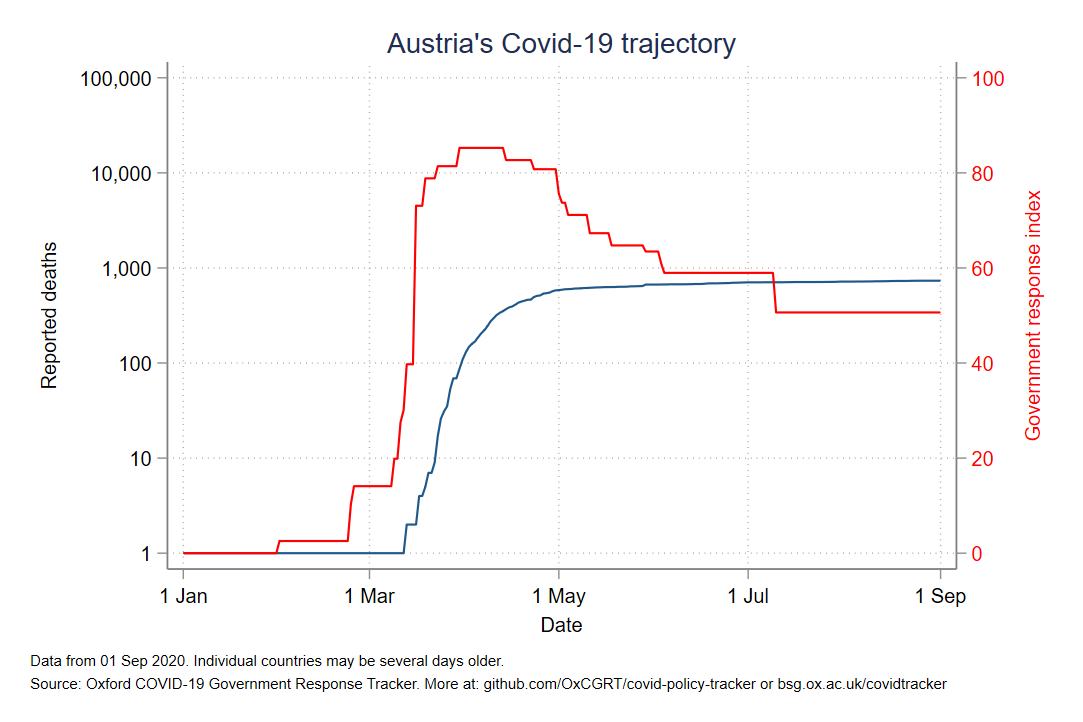 Austria's Covid-19 trajectory
100,000
10,000
1,000
100
10
1
Reported deaths
100
80
60
40
20
0
Government response index
1 Jan 1 Mar 1 May 1 Jul 1 Sep
Date
Data from 01 Sep 2020. Individual countries may be several days older.
Source: Oxford COVID-19 Government Response Tracker. More at: github.com/OxCGRT/covid-policy-tracker or bsg.ox.ac.uk/covidtracker